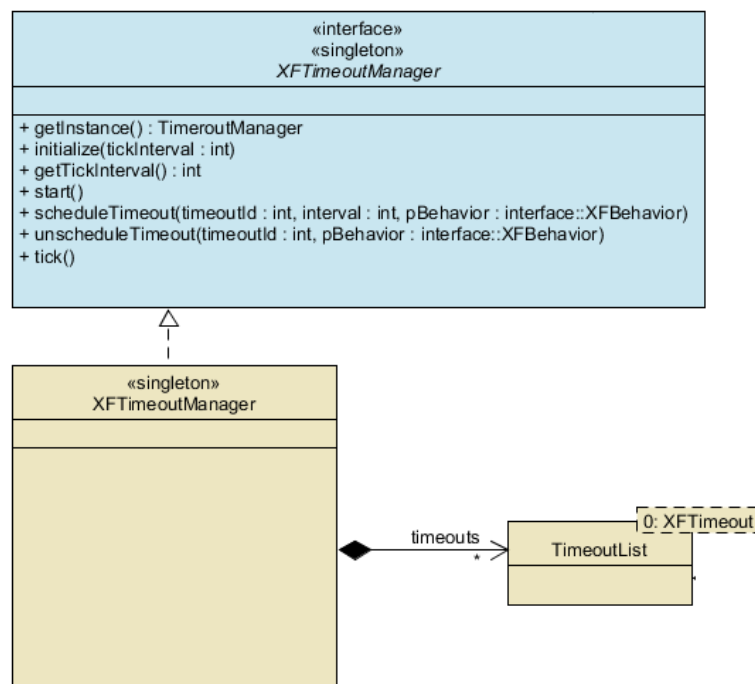 «interface»
«singleton»
XFTimeoutManager
+ getInstance() : TimeroutManager
+ initialize(tickInterval : int)
+ getTickInterval() : int
+ start()
+ scheduleTimeout(timeoutId : int, interval : int, pBehavior : interface::XFBehavior)
+ unscheduleTimeout(timeoutId : int, pBehavior : interface::XFBehavior)
+ tick()
«singleton»
XFTimeoutManager
0: XFTimeout
timeouts
*
TimeoutList